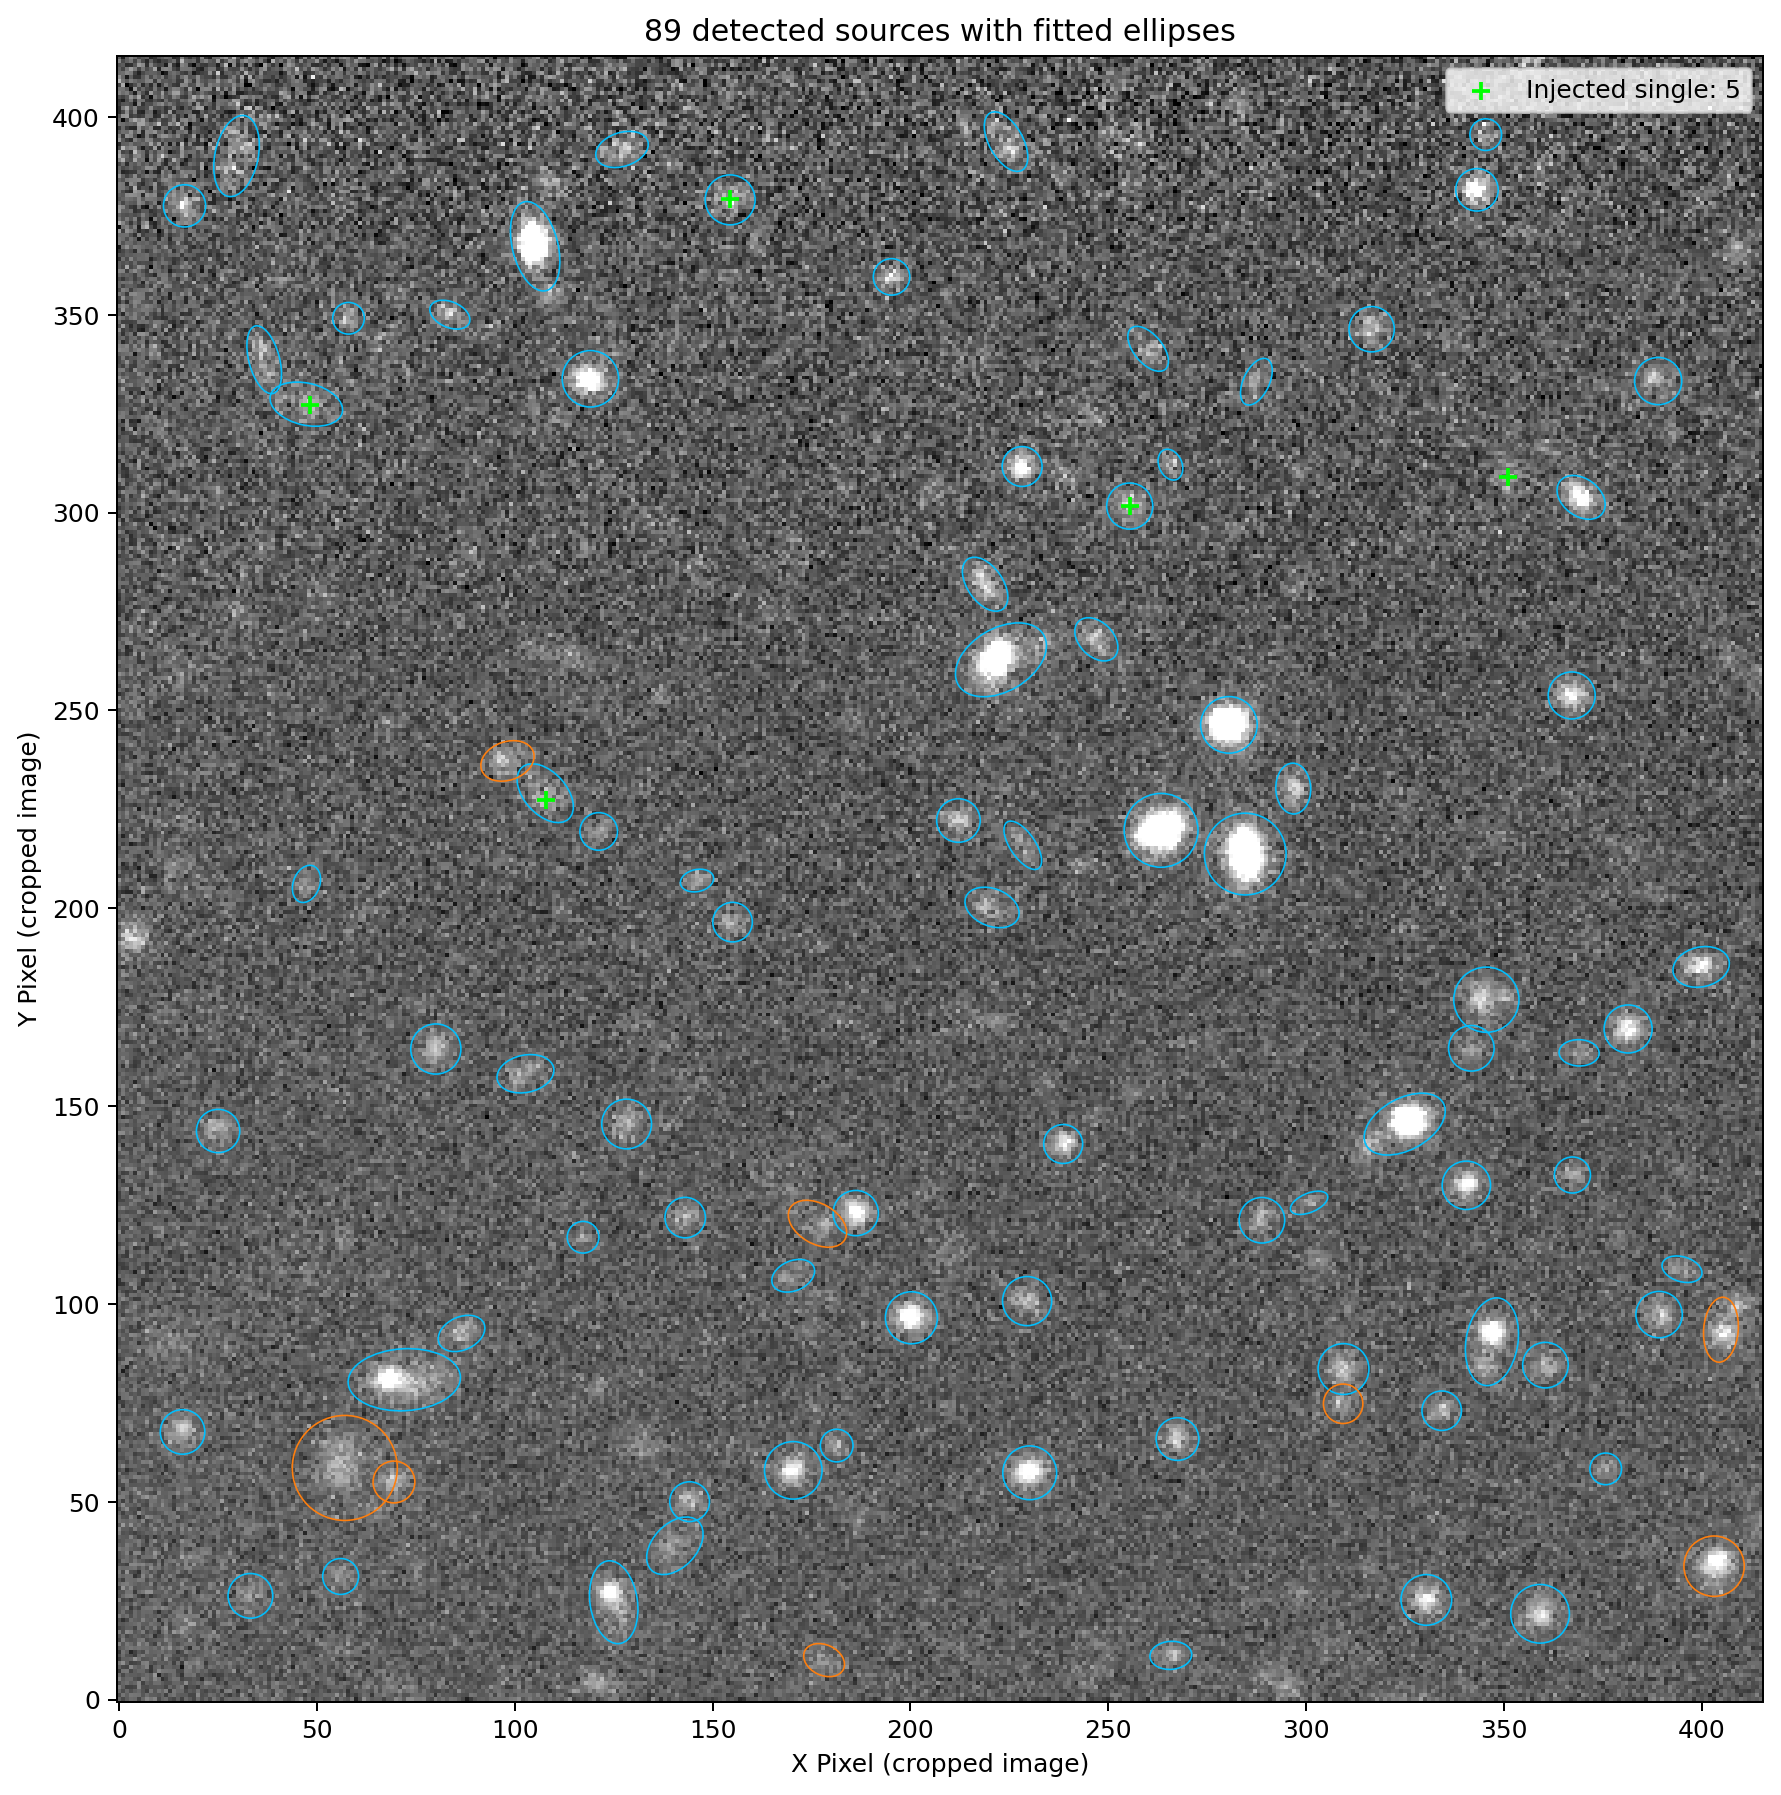 89 detected sources with fitted ellipses
Injected single: 5
400
350
300
250
200
150
100
50
0
Y Pixel (cropped image)
0 50 100 150 200 250 300 350 400
X Pixel (cropped image)